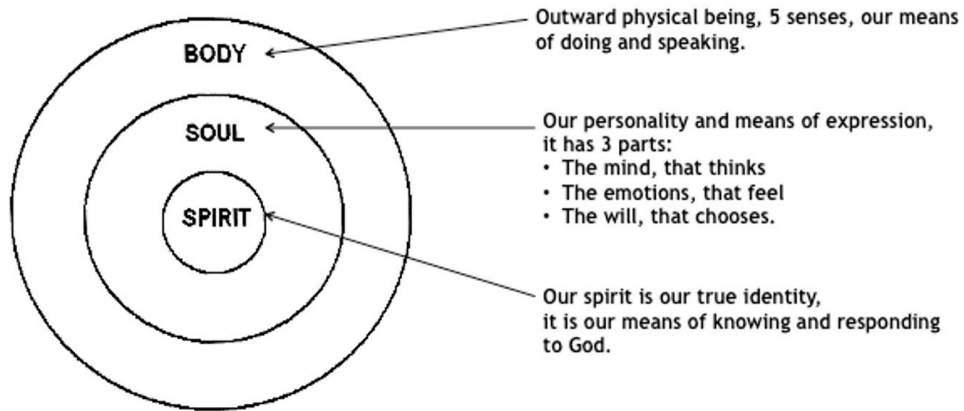 BODY
Outward physical being, 5 senses, our means
of doing and speaking.
SOUL
Our personality and means of expression,
it has 3 parts:
• The mind, that thinks
• The emotions, that feel
• The will, that chooses.
SPIRIT
Our spirit is our true identity,
it is our means of knowing and responding
to God.